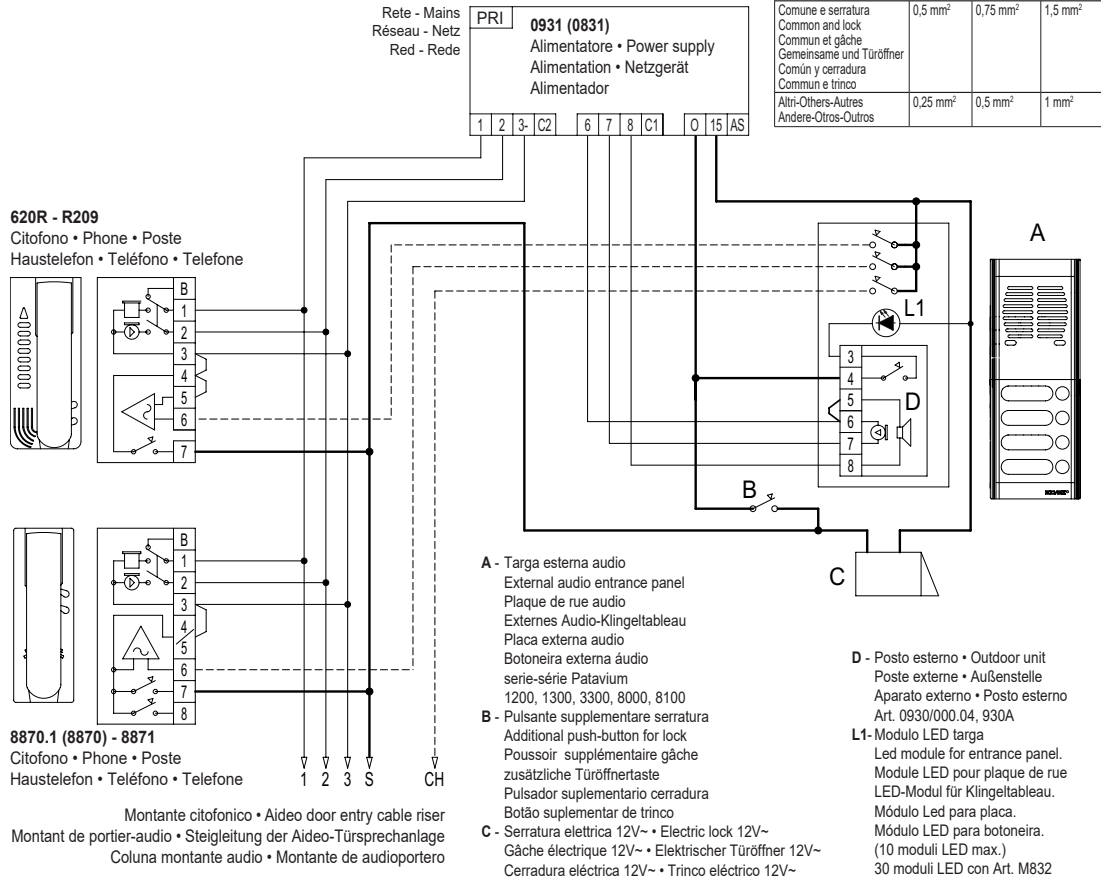 Rete - Mains
Réseau - Netz
Red - Rede
PRI
0931 (0831)
Alimentatore • Power supply
Alimentation • Netzgerät
Alimentador
1 2 3- C2 6 7 8 C1 O 15 AS
Comune e serratura 0,5 mm² 0,75 mm² 1,5 mm²
Common and lock
Commun et gâche
Gemeinsame und Türöffner
Común y cerradura
Commun e trinco
Altri-Others-Autres 0,25 mm² 0,5 mm² 1 mm²
Andere-Otros-Outros
620R - R209
Citofono • Phone • Poste
Haustelefon • Teléfono • Telefone
B
1
2
3
4
5
6
7
A
L1
3
4
5
6
7
8
D
B
C
B
1
2
3
4
5
6
7
8
8870.1 (8870) - 8871
Citofono • Phone • Poste
Haustelefon • Teléfono • Telefone
1 2 3 S CH
Montante citofonico • Aideo door entry cable riser
Montant de portier-audio • Steigleitung der Aideo-Türsprechanlage
Coluna montante audio • Montante de audioportero
A - Targa esterna audio
External audio entrance panel
Plaque de rue audio
Externes Audio-Klingeltableau
Placa externa audio
Botoneira externa áudio
serie-série Patavium
1200, 1300, 3300, 8000, 8100
B - Pulsante supplementare serratura
Additional push-button for lock
Poussoir supplémentaire gâche
zusätzliche Türöffnertaste
Pulsador suplementario cerradura
Botão suplementar de trinco
C - Serratura elettrica 12V~ • Electric lock 12V~
Gâche électrique 12V~ • Elektrischer Türöffner 12V~
Cerradura eléctrica 12V~ • Trinco eléctrico 12V~
D - Posto esterno • Outdoor unit
Poste externe • Außenstelle
Aparato externo • Posto esterno
Art. 0930/000.04, 930A
L1- Modulo LED targa
Led module for entrance panel.
Module LED pour plaque de rue
LED-Modul für Klingeltableau.
Módulo Led para placa.
Módulo LED para botoneira.
(10 moduli LED max.)
30 moduli LED con Art. M832